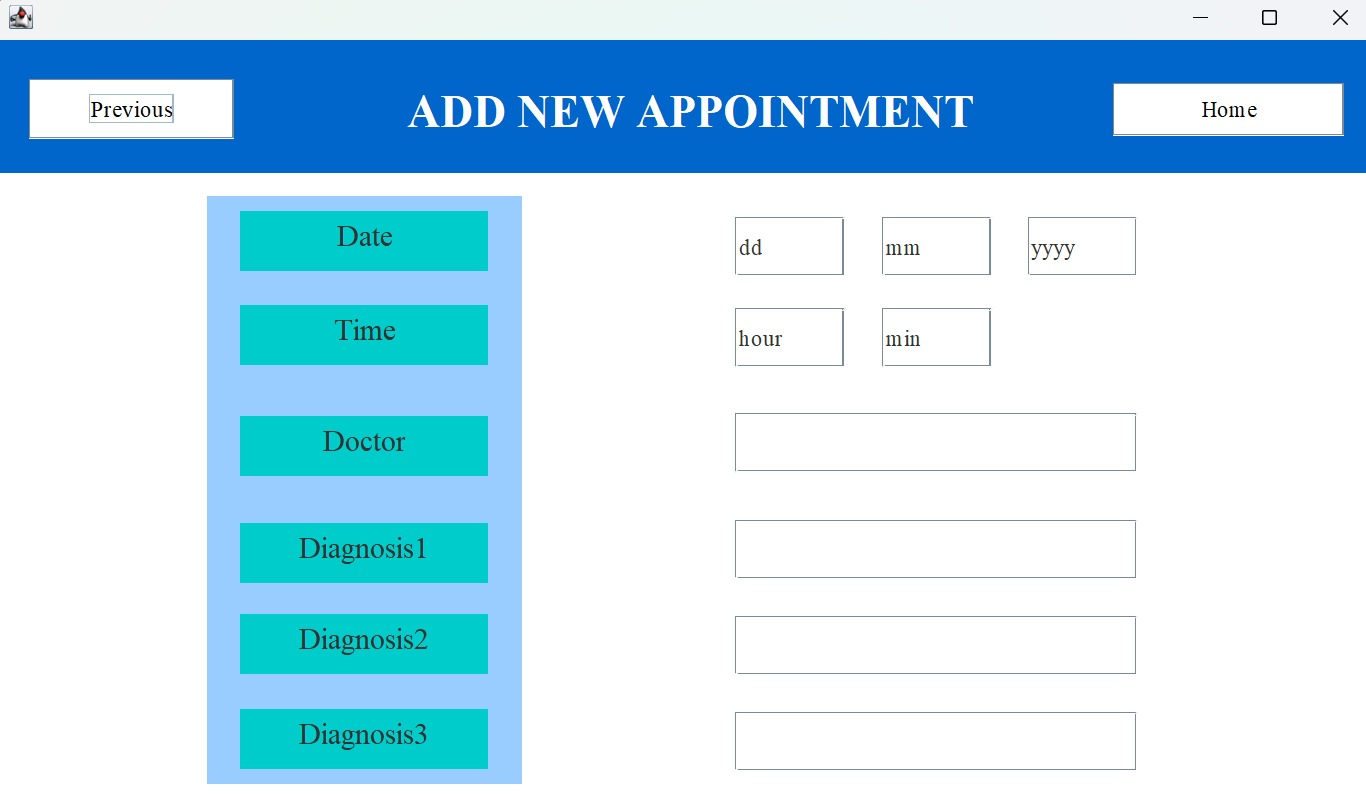 Previous
ADD NEW APPOINTMENT
Home
Date
dd
mm
yyyy
Time
hour
min
Doctor
Diagnosis1
Diagnosis2
Diagnosis3